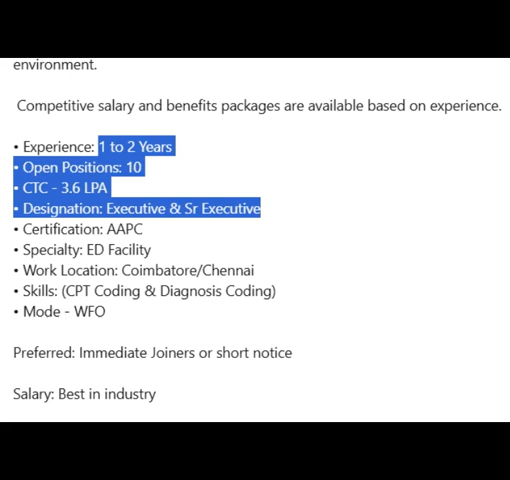 environment.
Competitive salary and benefits packages are available based on experience.
• Experience: 1 to 2 Years
• Open Positions: 10
• CTC - 3.6 LPA
• Designation: Executive & Sr Executive
• Certification: AAPC
• Specialty: ED Facility
• Work Location: Coimbatore/Chennai
• Skills: (CPT Coding & Diagnosis Coding)
• Mode - WFO
Preferred: Immediate Joiners or short notice
Salary: Best in industry